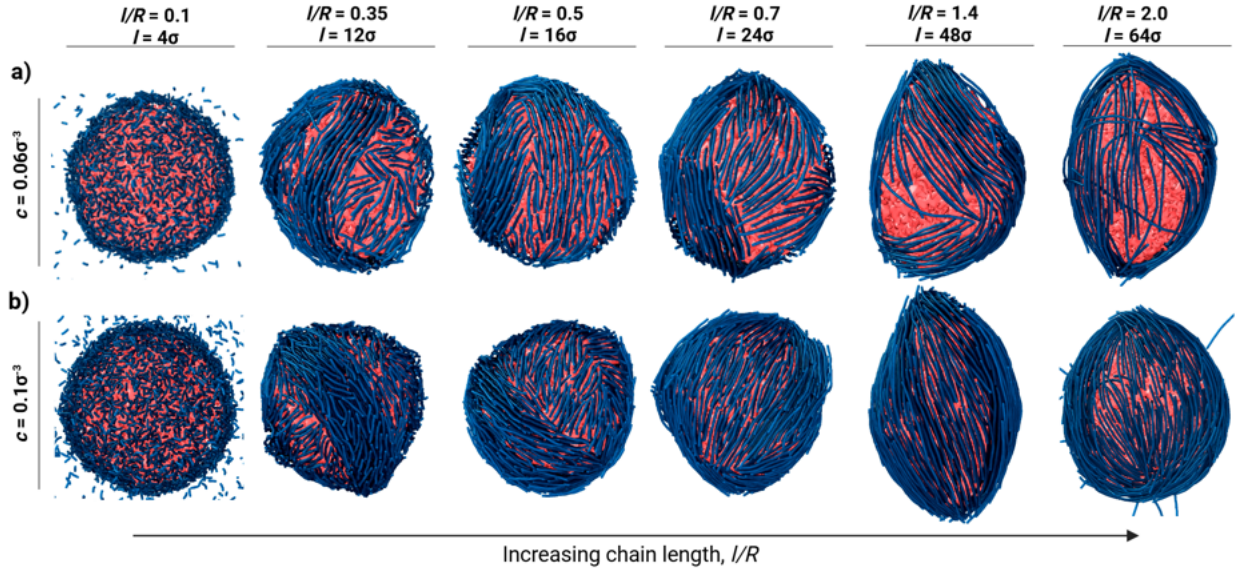 l/R = 0.1
l = 4σ
l/R = 0.35
l = 12σ
l/R = 0.5
l = 16σ
l/R = 0.7
l = 24σ
l/R = 1.4
l = 48σ
l/R = 2.0
l = 64σ
a)
c = 0.06σ⁻³
b)
c = 0.1σ⁻³
Increasing chain length, l/R